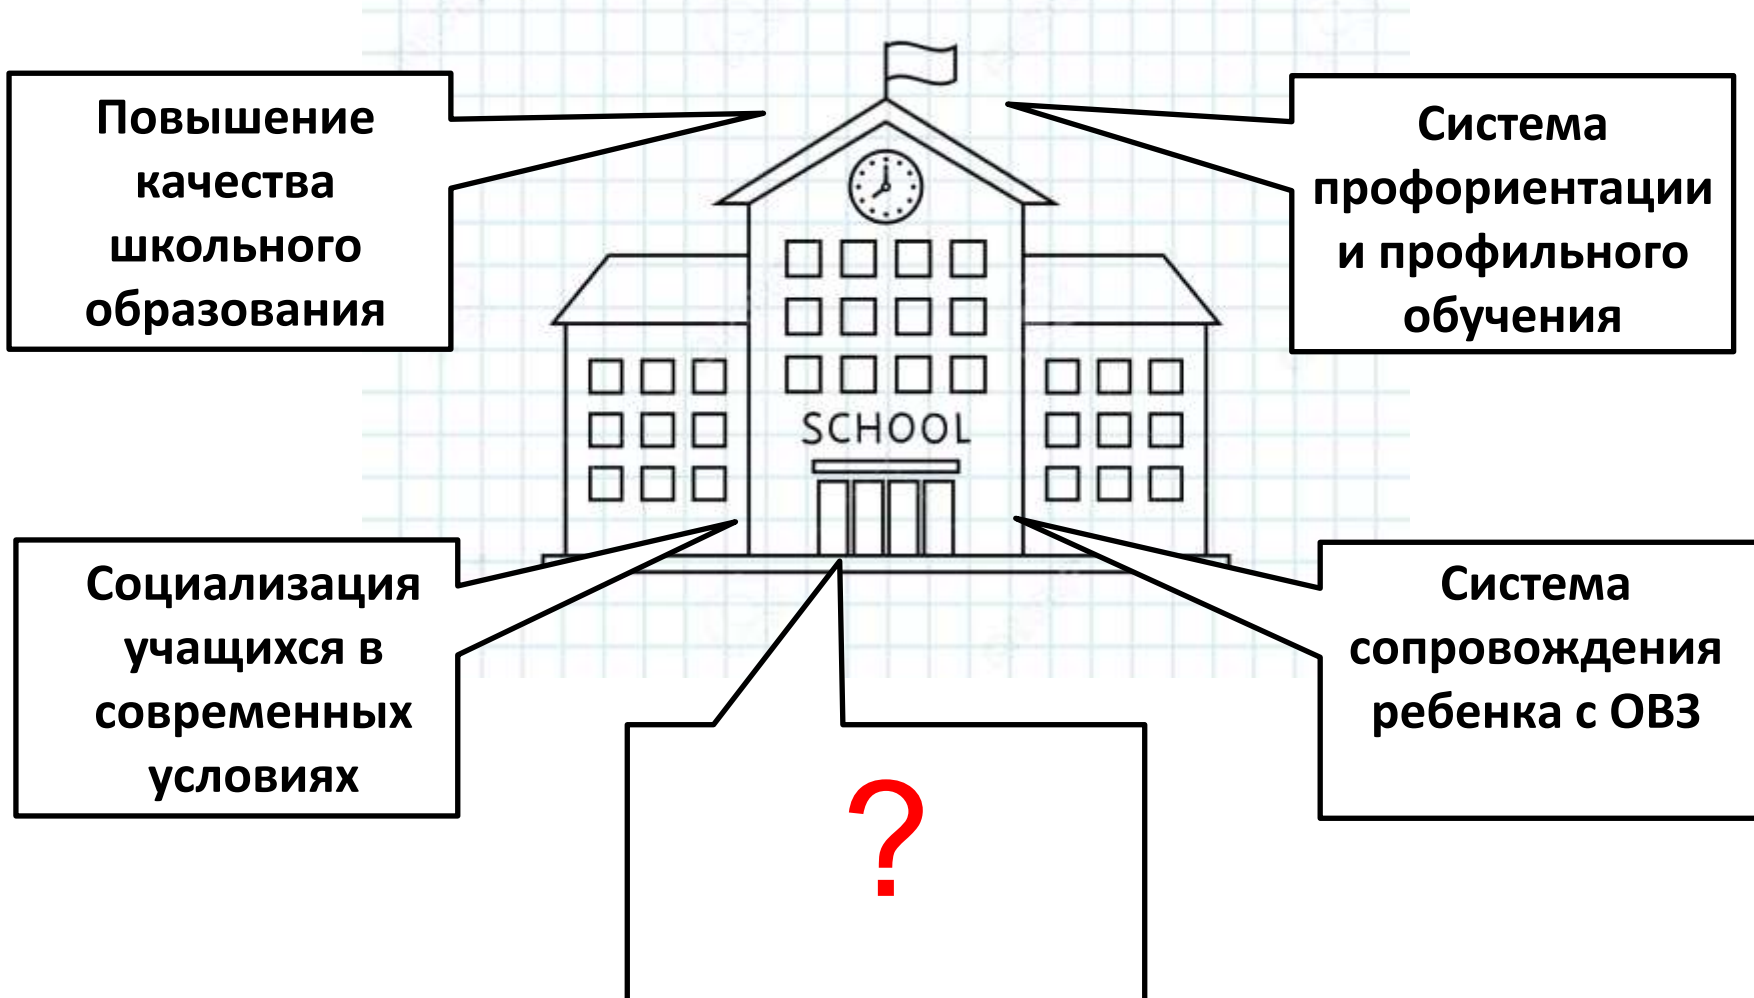 Повышение
качества
школьного
образования
Система
профориентации
и профильного
обучения
SCHOOL
Социализация
учащихся в
современных
условиях
Система
сопровождения
ребенка с ОВЗ
?